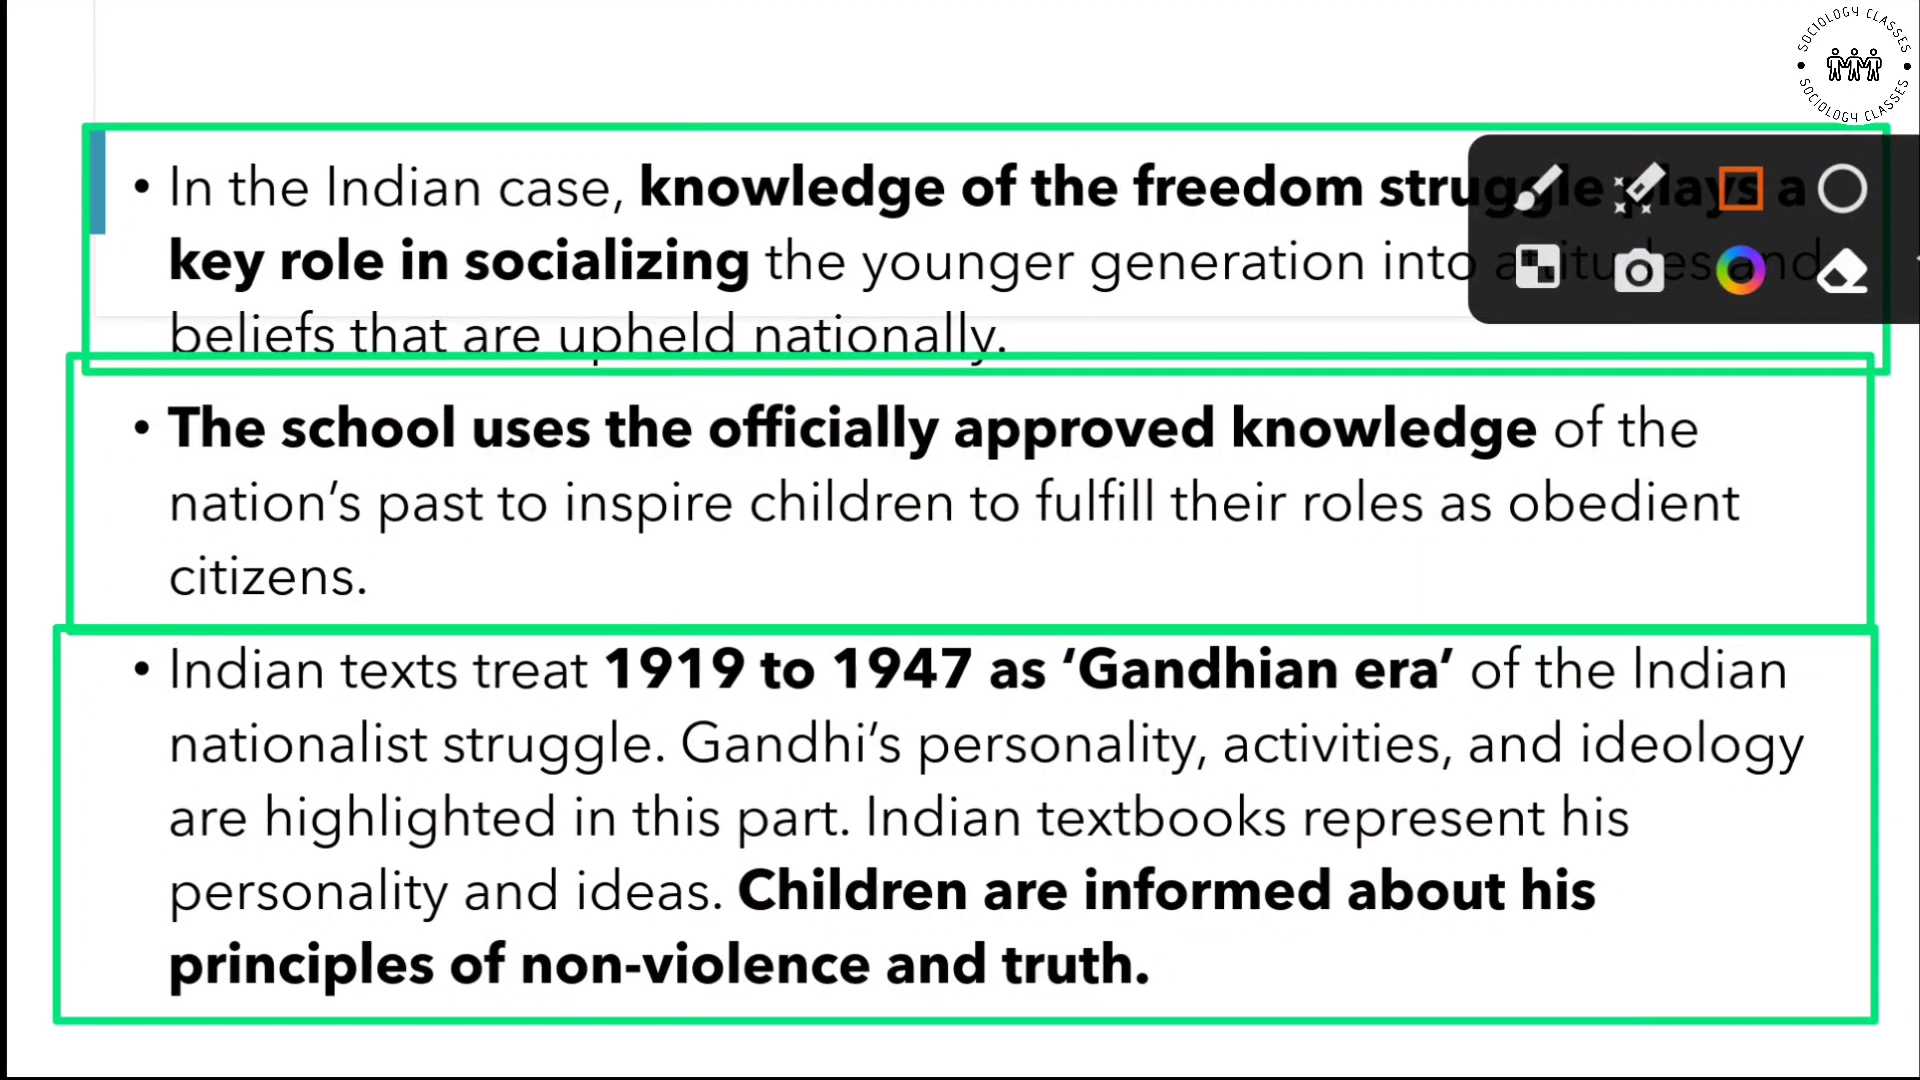 SOCIOLOGY CLASSES
SOCIOLOGY CLASSES
• In the Indian case, knowledge of the freedom struggle plays a
key role in socializing the younger generation into attitudes and
beliefs that are upheld nationally.
• The school uses the officially approved knowledge of the
nation’s past to inspire children to fulfill their roles as obedient
citizens.
• Indian texts treat 1919 to 1947 as ‘Gandhian era’ of the Indian
nationalist struggle. Gandhi’s personality, activities, and ideology
are highlighted in this part. Indian textbooks represent his
personality and ideas. Children are informed about his
principles of non-violence and truth.